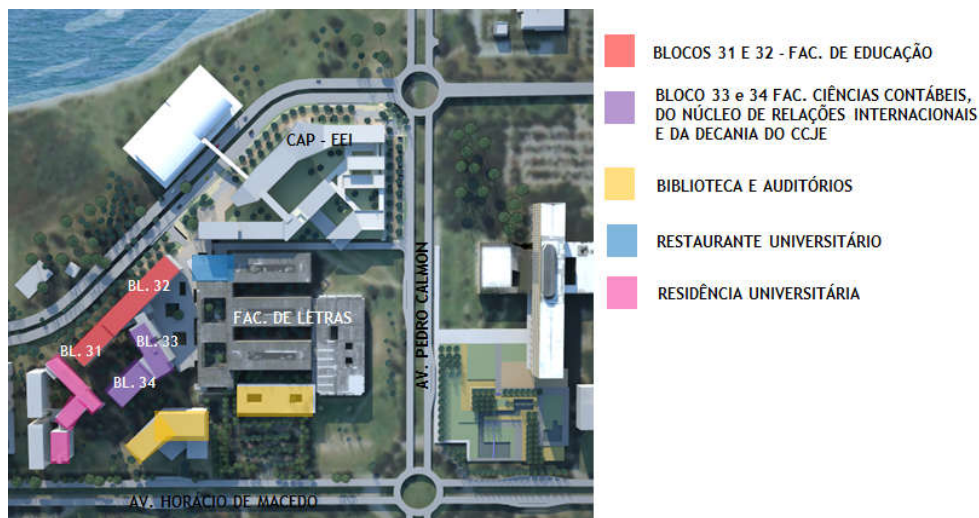 CAP - EEI
BL. 32
FAC. DE LETRAS
BL. 33
BL. 31
BL. 34
AV. PEDRO CALMON
AV. HORÁCIO DE MACEDO
BLOCOS 31 E 32 - FAC. DE EDUCAÇÃO
BLOCO 33 e 34 FAC. CIÊNCIAS CONTÁBEIS,
DO NÚCLEO DE RELAÇÕES INTERNACIONAIS
E DA DECANIA DO CCJE
BIBLIOTECA E AUDITÓRIOS
RESTAURANTE UNIVERSITÁRIO
RESIDÊNCIA UNIVERSITÁRIA